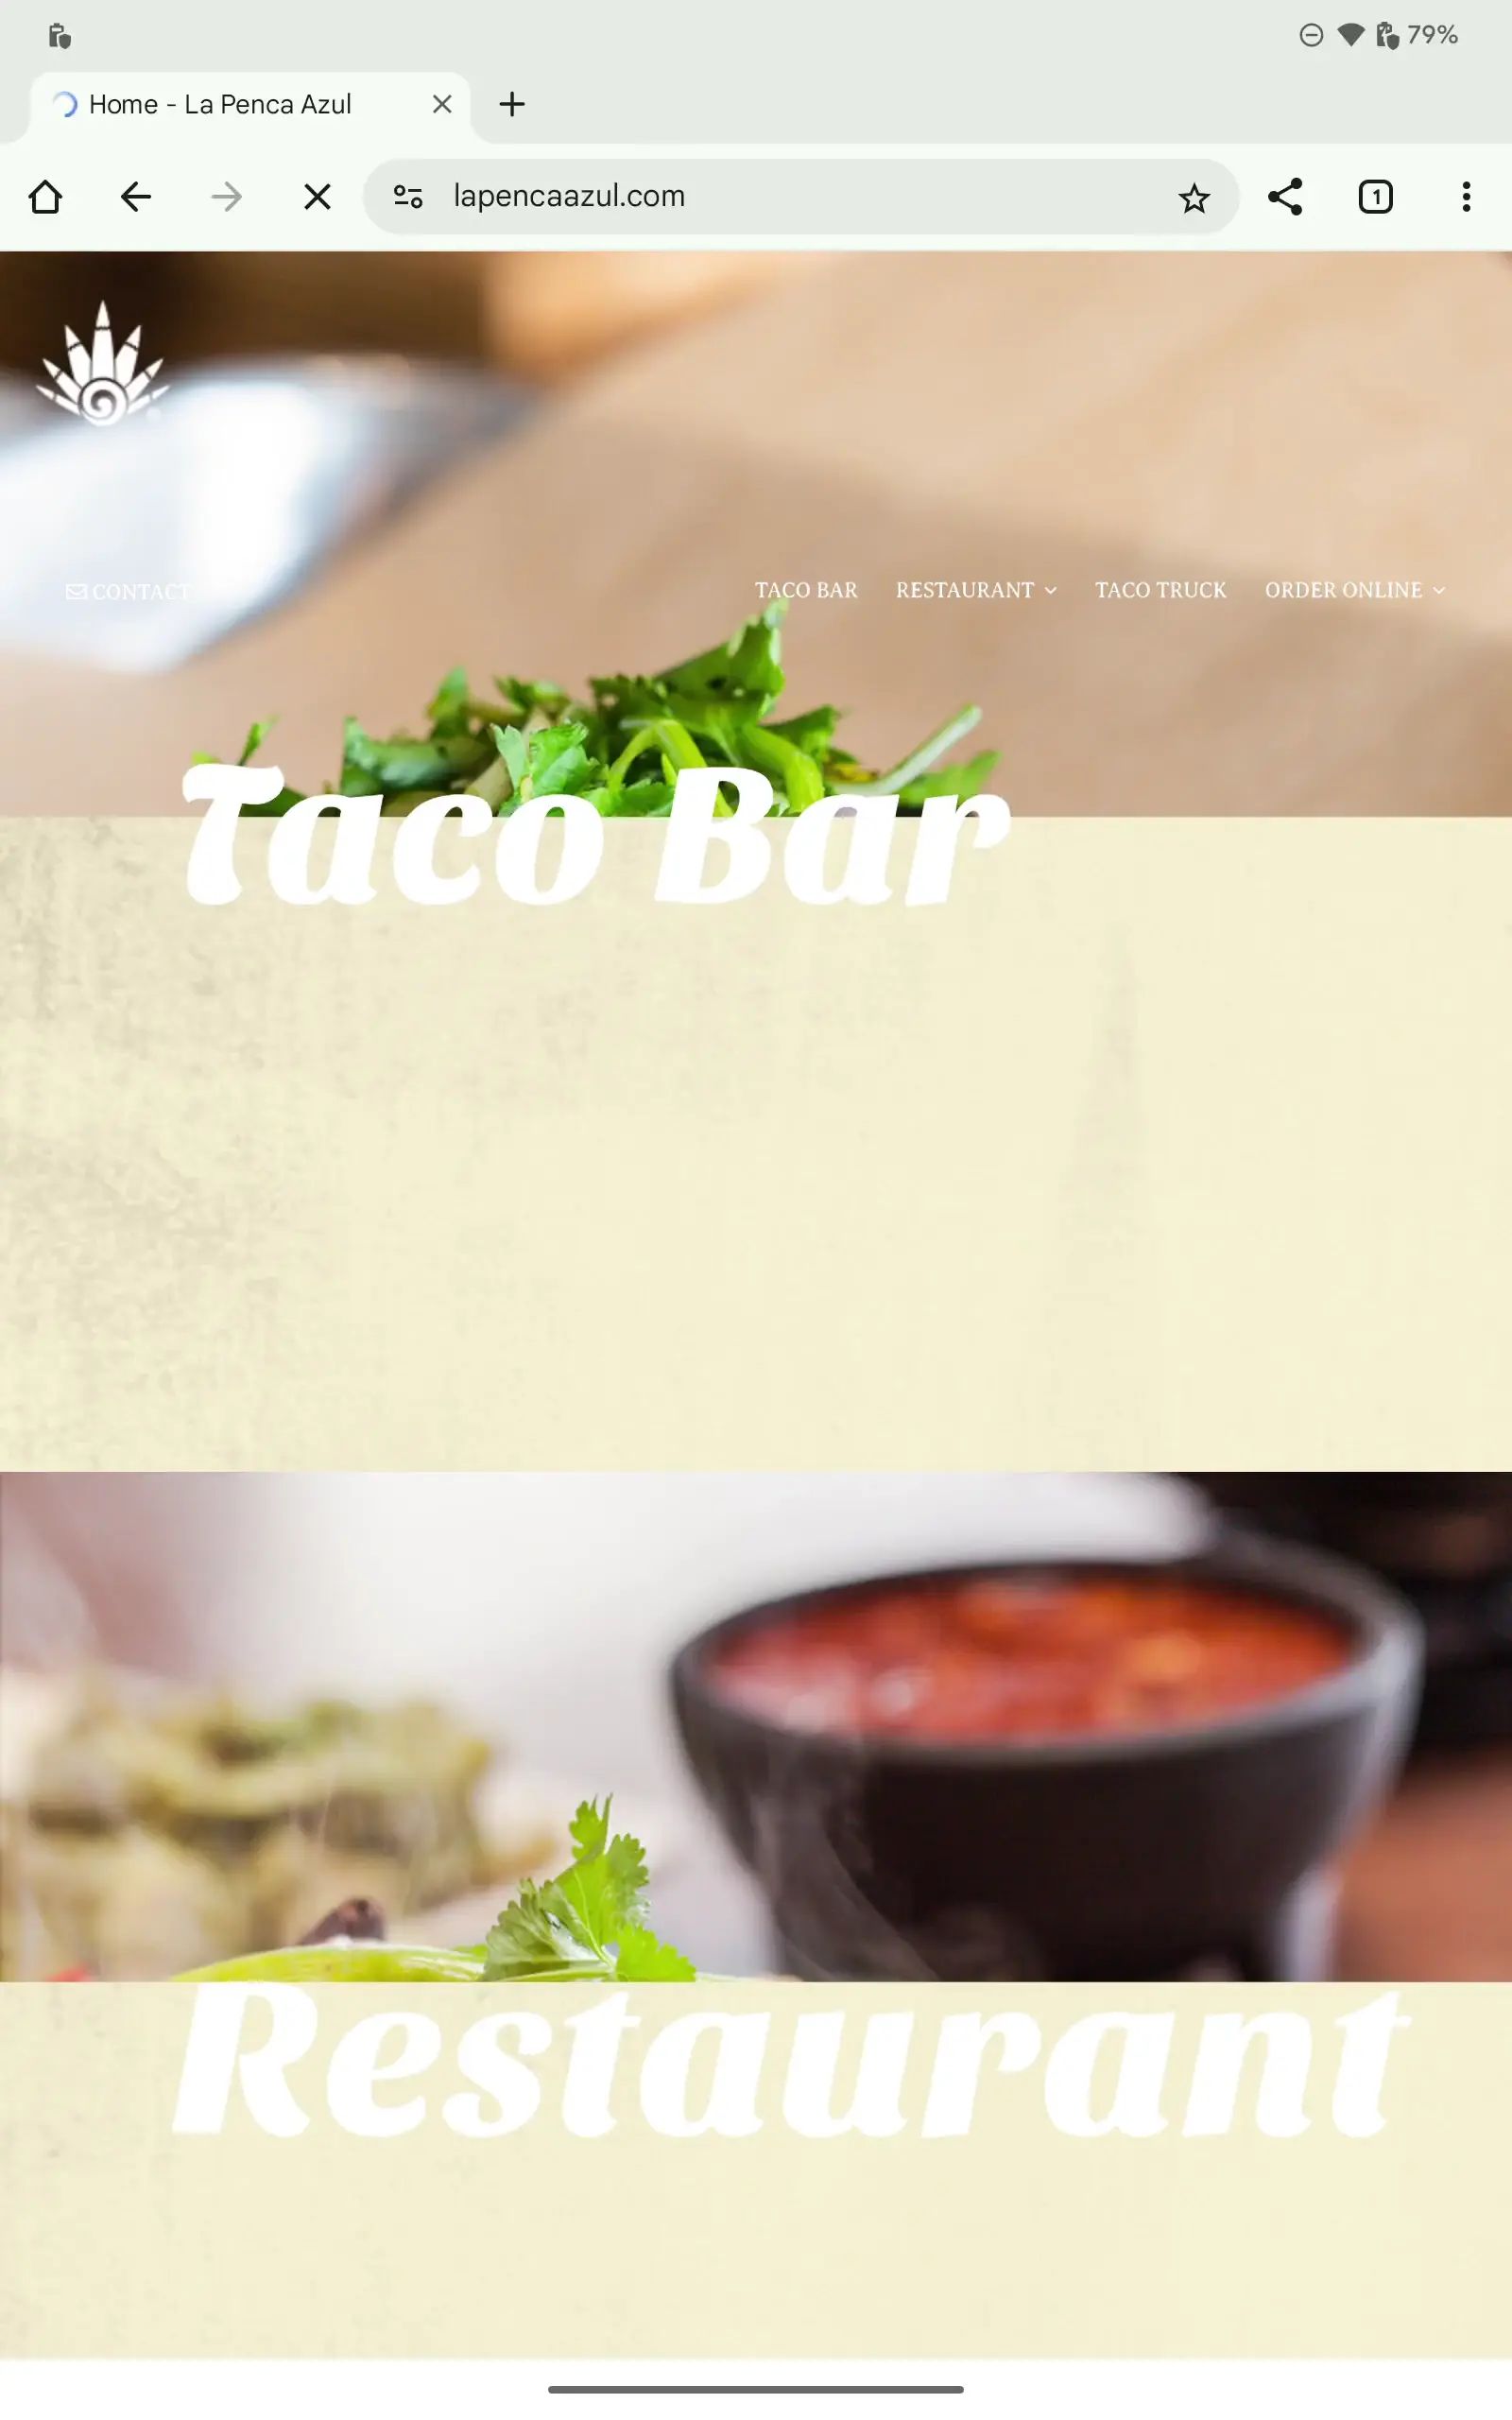 79%
Home - La Penca Azul
lapencaazul.com
1
CONTACT
TACO BAR RESTAURANT TACO TRUCK ORDER ONLINE
Taco Bar
Restaurant